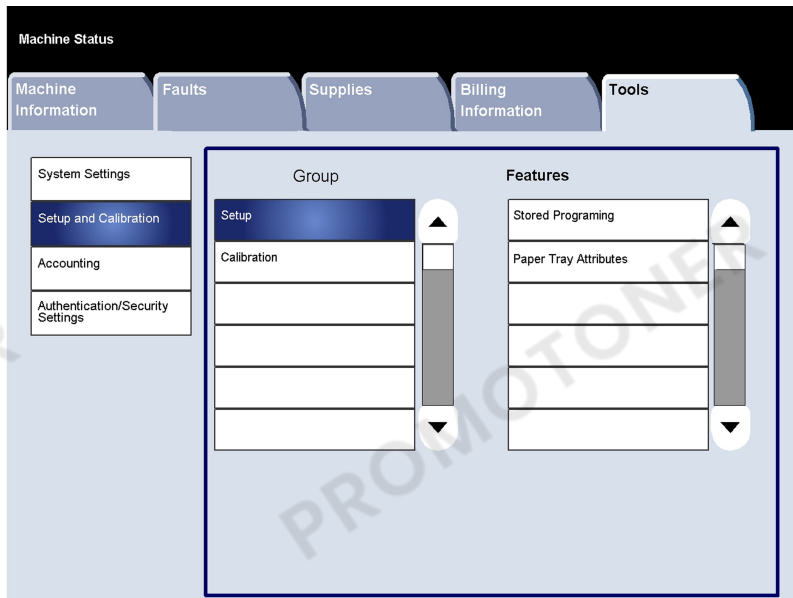 Machine Status
Machine
Information
Faults
Supplies
Billing
Information
Tools
System Settings
Setup and Calibration
Accounting
Authentication/Security
Settings
Group
Setup
Calibration
Features
Stored Programing
Paper Tray Attributes
PROMOTONER
R